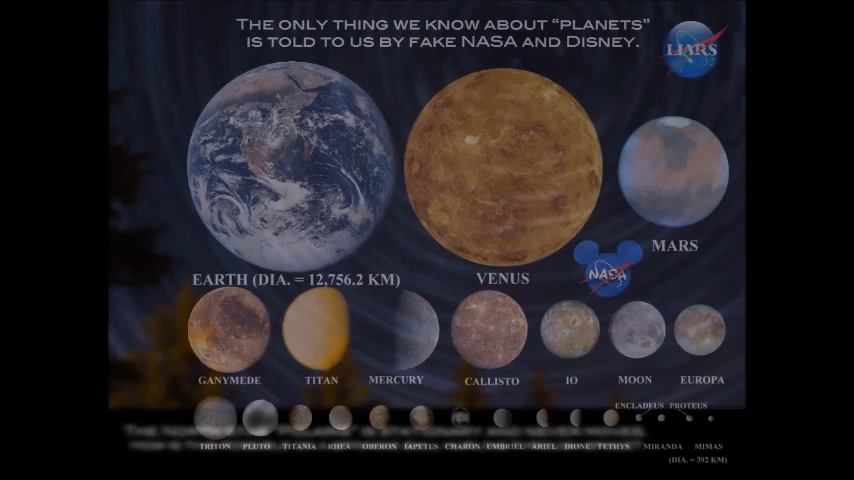 THE ONLY THING WE KNOW ABOUT “PLANETS”
IS TOLD TO US BY FAKE NASA AND DISNEY.
LIARS
EARTH (DIA. = 12,756.2 KM)
VENUS
MARS
NASA
GANYMEDE
TITAN
MERCURY
CALLISTO
IO
MOON
EUROPA
ENCLADEUS
PROTEUS
TRITON
PLUTO
TITANIA
RHEA
OBERON
IAPETUS
CHARON
UMBRIEL
ARIEL
DIONE
TETHYS
MIRANDA
MIMAS
(DIA. = 392 KM)